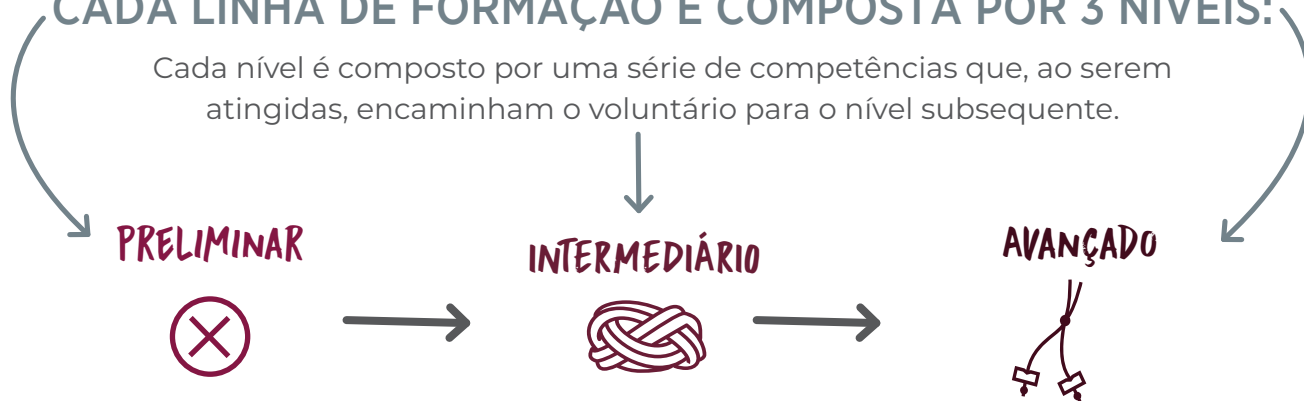 CADA LINHA DE FORMAÇÃO É COMPOSTA POR 3 NÍVEIS:
Cada nível é composto por uma série de competências que, ao serem
atingidas, encaminham o voluntário para o nível subsequente.
PRELIMINAR
INTERMEDIÁRIO
AVANÇADO